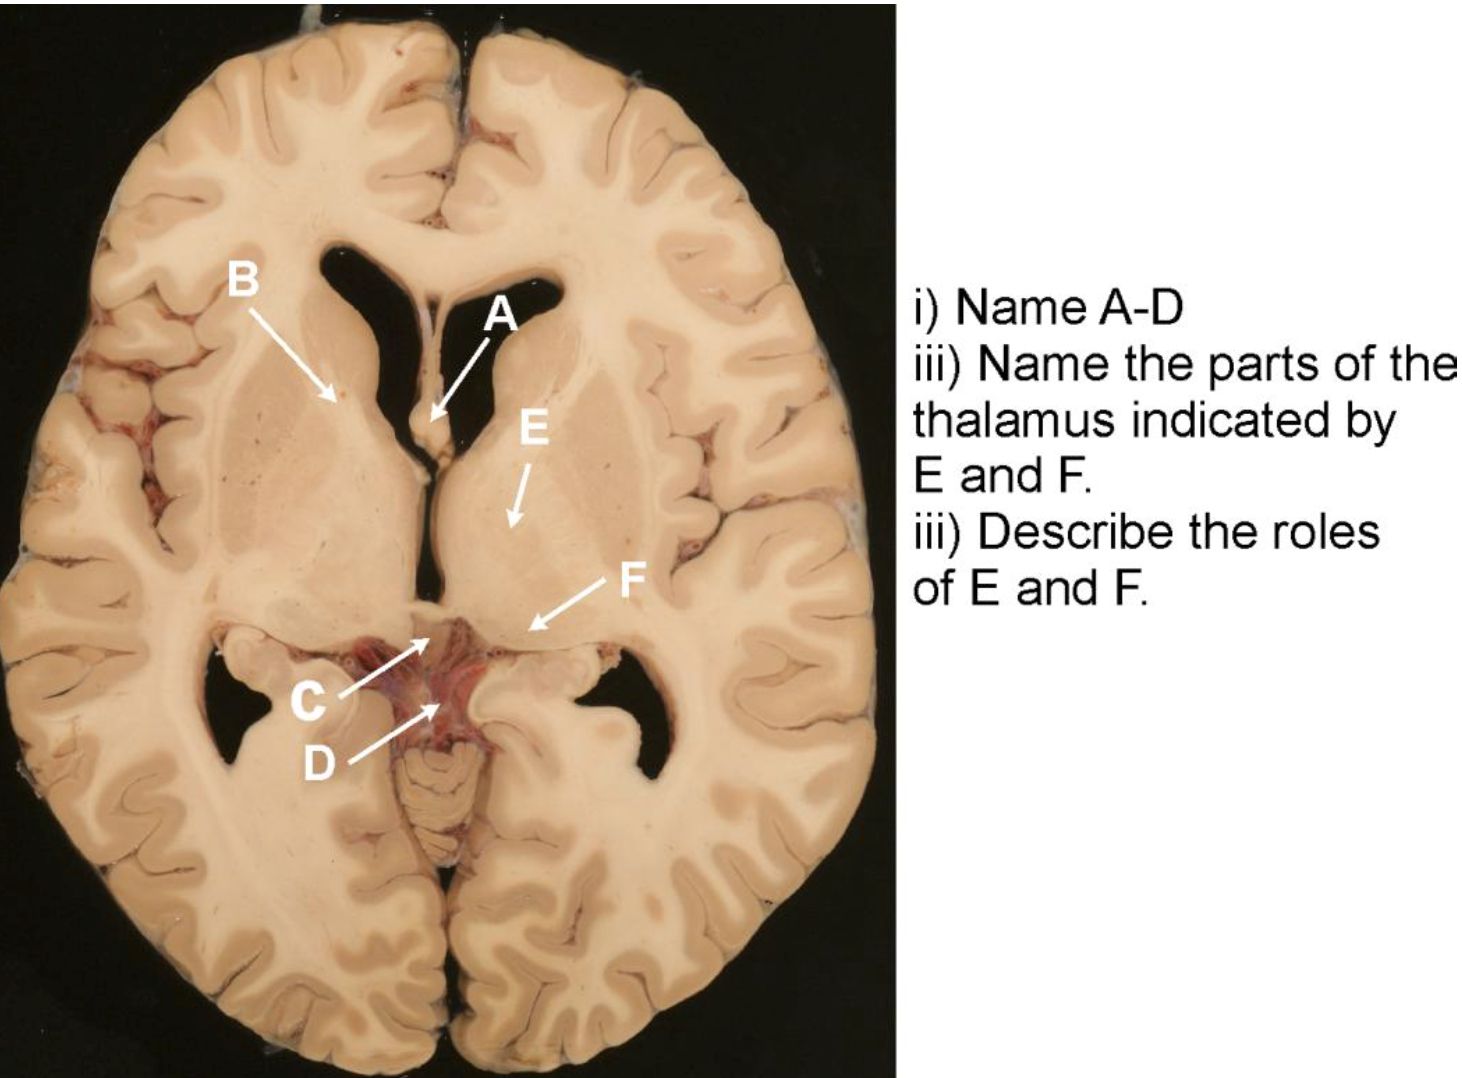 B
A
E
F
C
D
i) Name A-D
iii) Name the parts of the
thalamus indicated by
E and F.
iii) Describe the roles
of E and F.